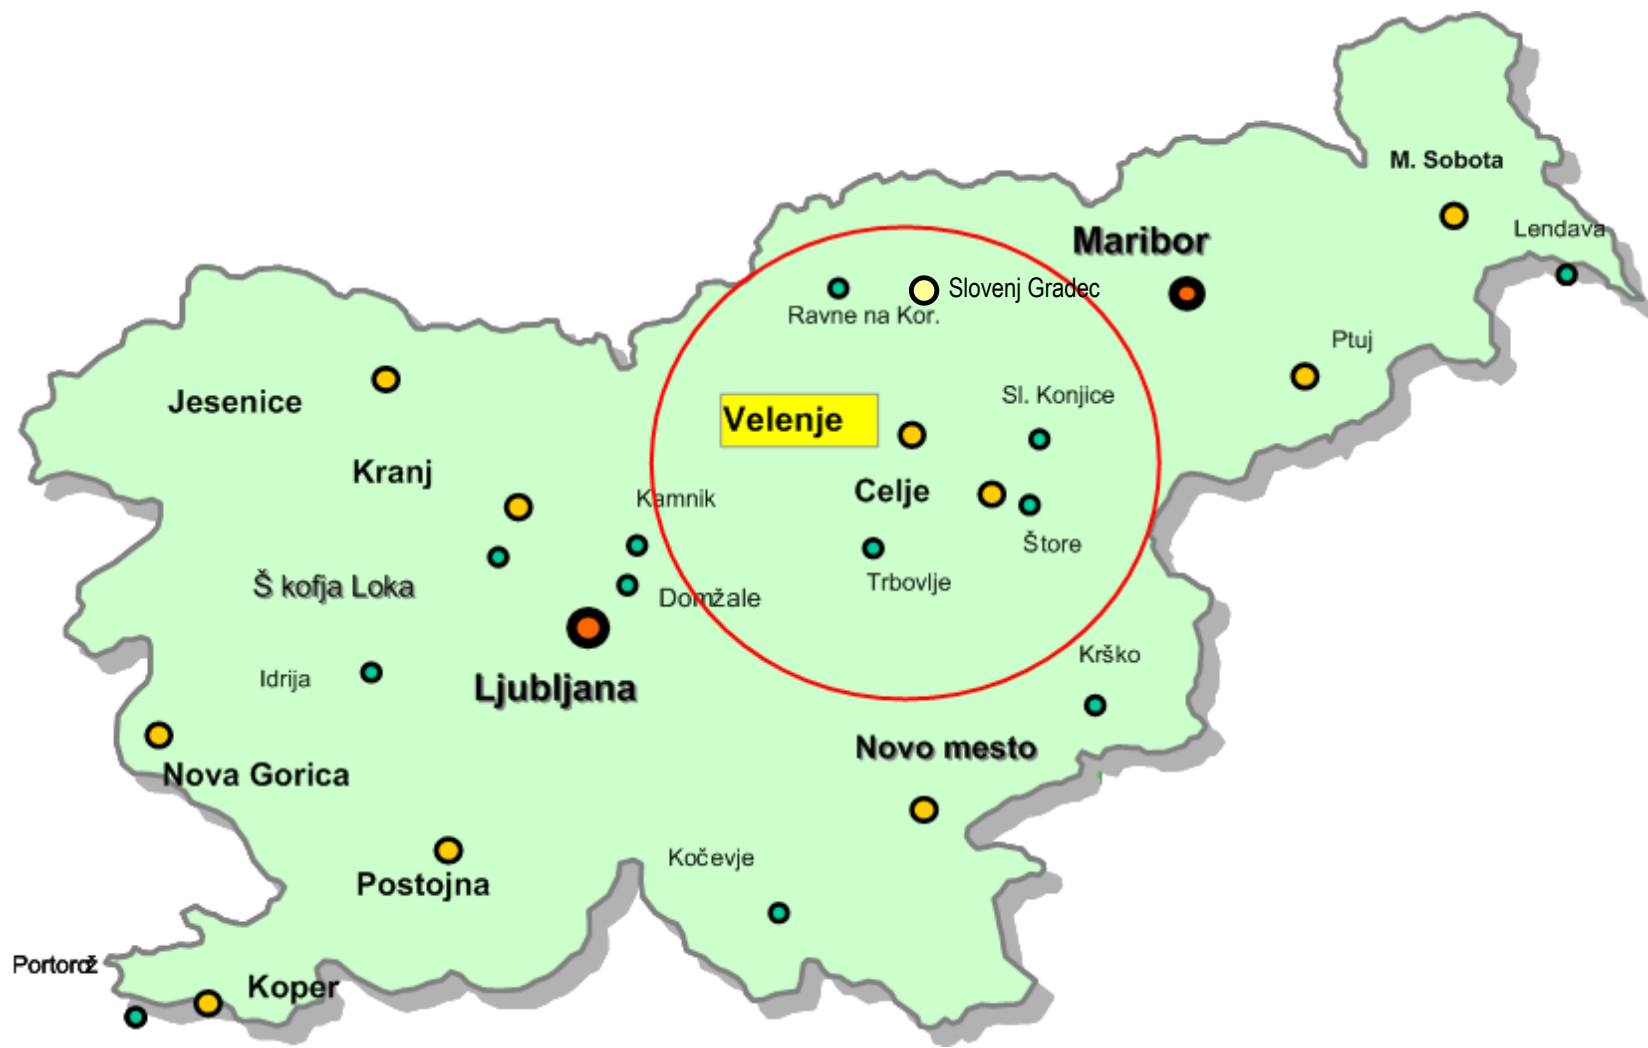 M. Sobota
Lendava
Maribor
Slovenj Gradec
Ravne na Kor.
Ptuj
Jesenice
Sl. Konjice
Velenje
Kranj
Celje
Kamnik
Štore
Š kofja Loka
Trbovlje
Domžale
Krško
Idrija
Ljubljana
Novo mesto
Nova Gorica
Kočevje
Postojna
Portorož
Koper